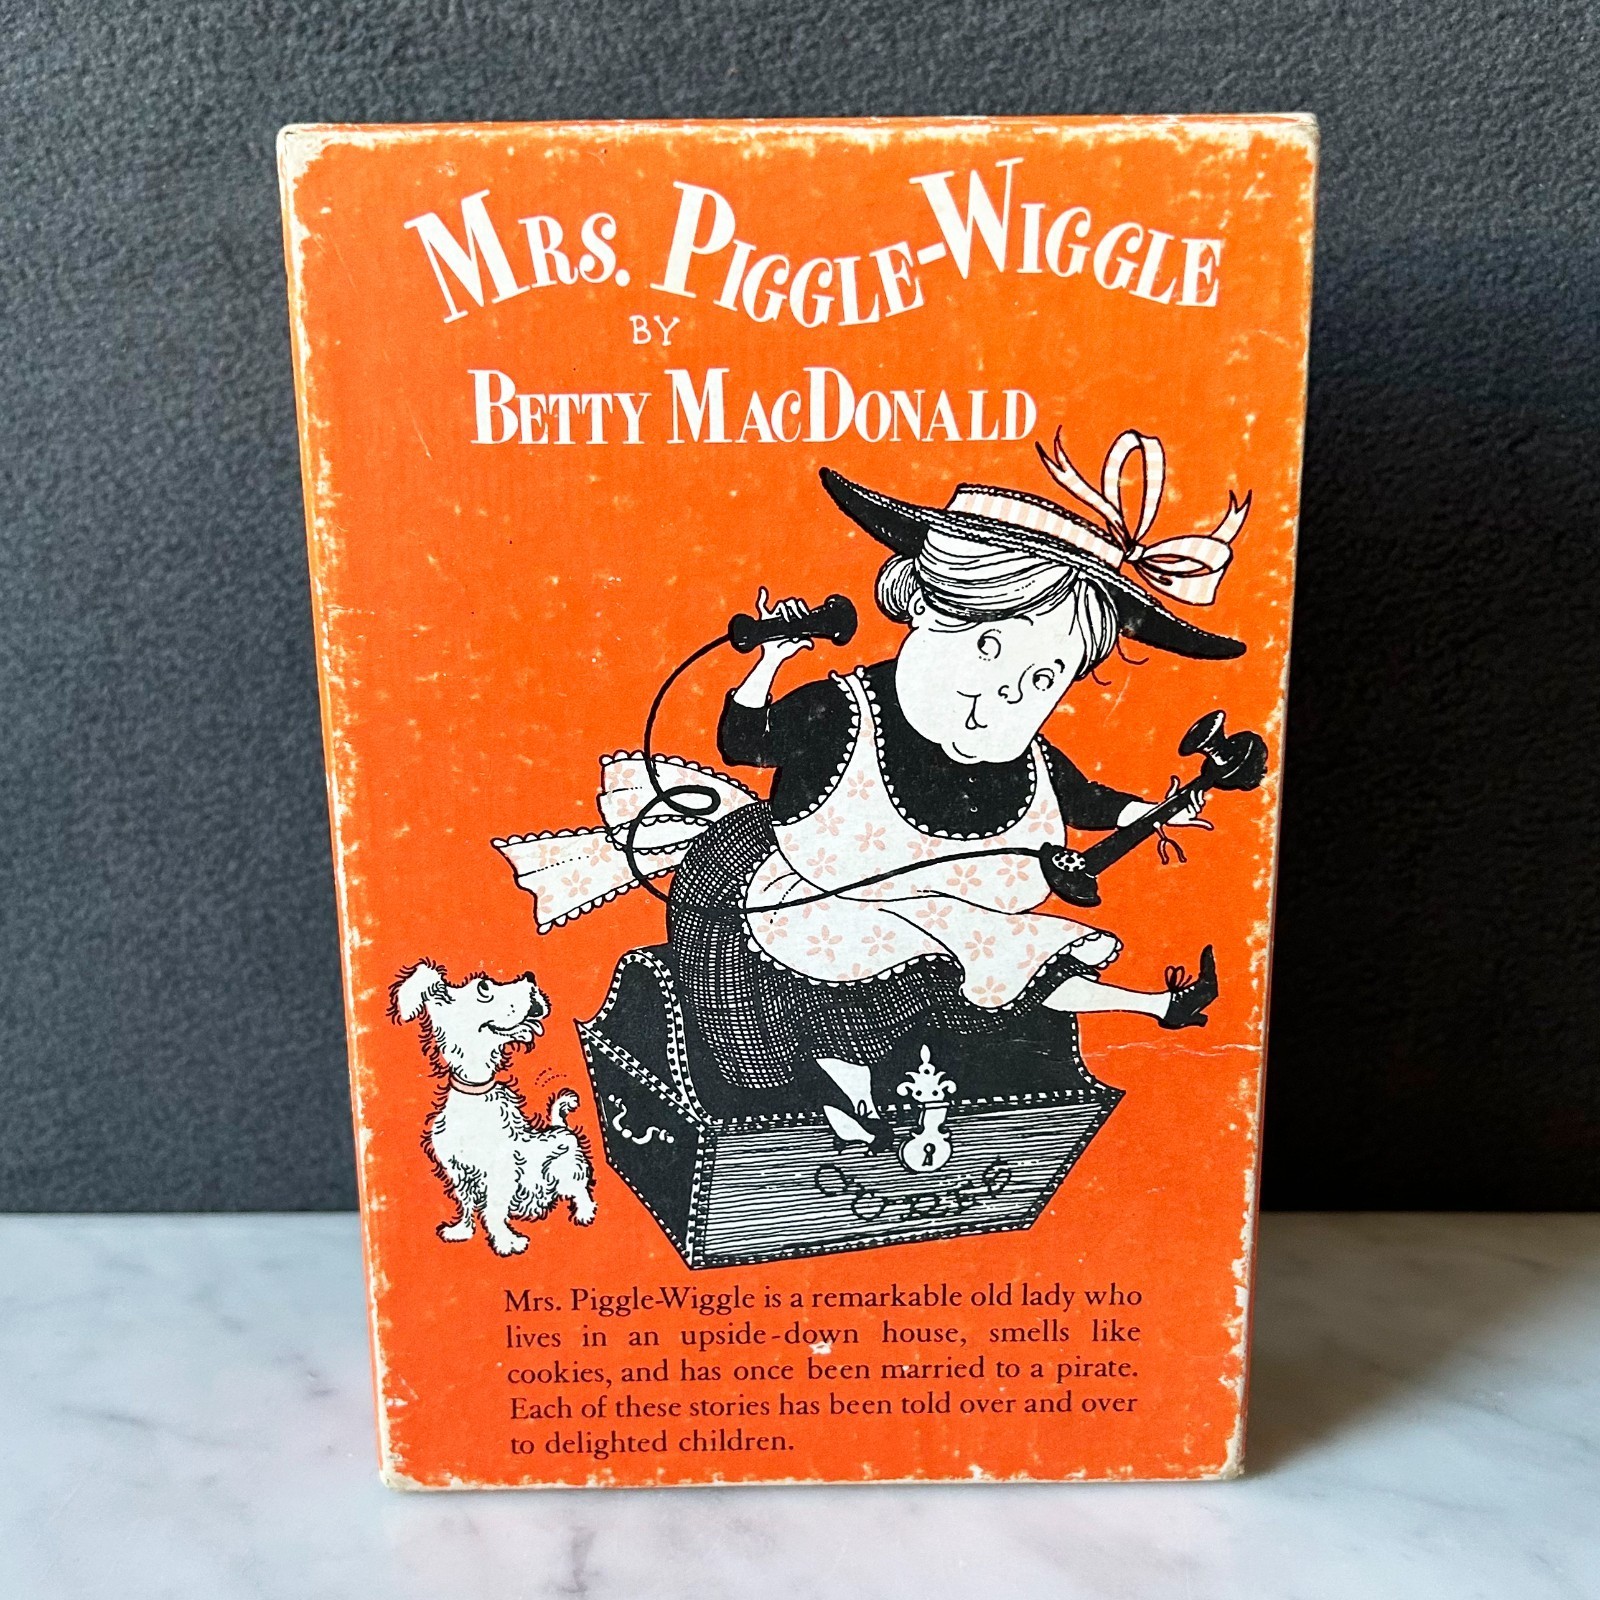 MRS. PIGGLE-WIGGLE
BY
BETTY MACDONALD
CURES
Mrs. Piggle-Wiggle is a remarkable old lady who
lives in an upside-down house, smells like
cookies, and has once been married to a pirate.
Each of these stories has been told over and over
to delighted children.